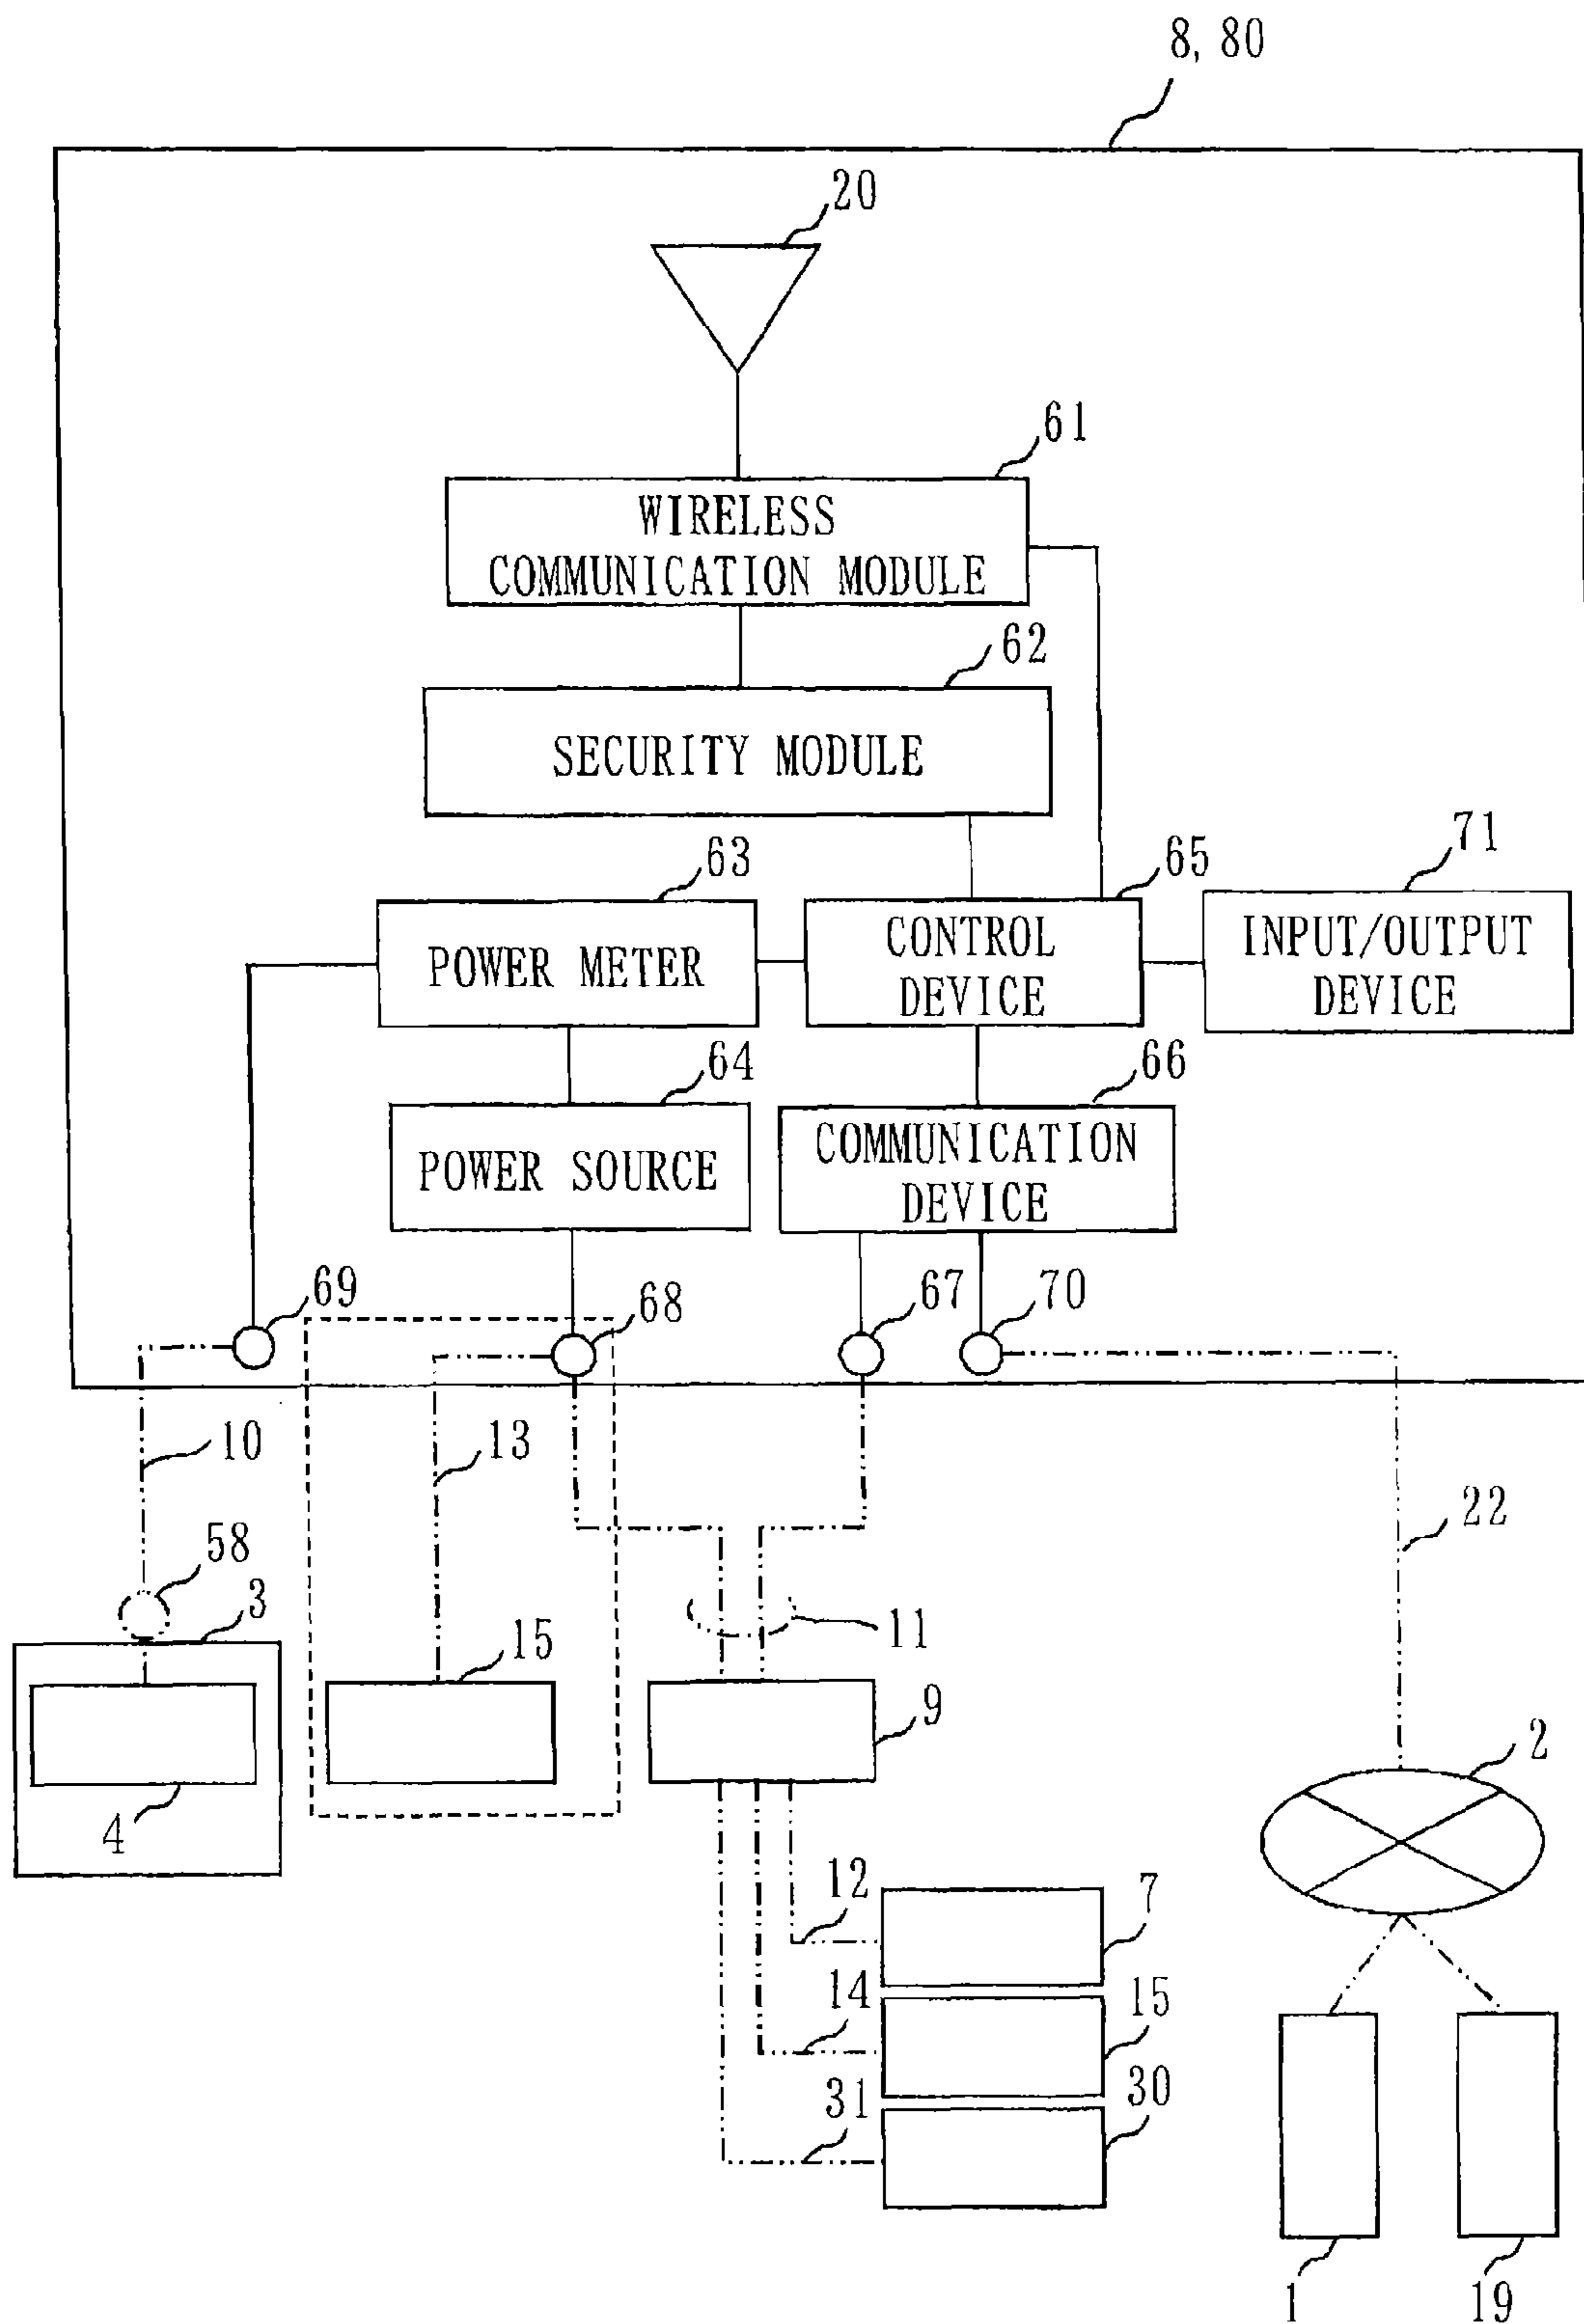 8, 80
20
61
WIRELESS
COMMUNICATION MODULE
62
SECURITY MODULE
63
65
71
POWER METER
CONTROL
DEVICE
INPUT/OUTPUT
DEVICE
64
66
POWER SOURCE
COMMUNICATION
DEVICE
69
68
67
70
10
13
22
58
3
15
11
9
2
4
12
7
14
15
31
30
1
19